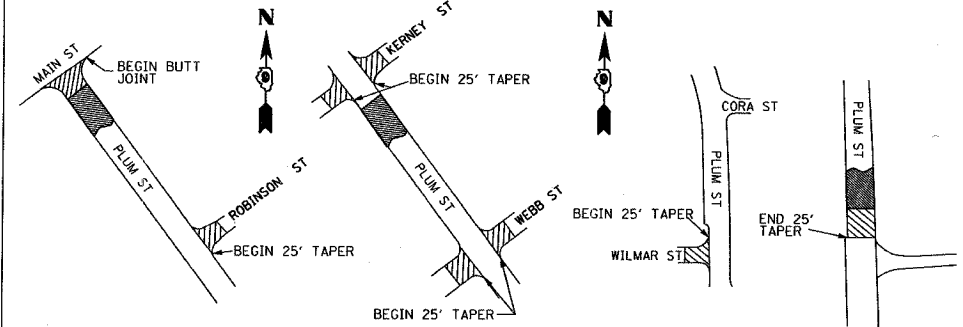 MAIN ST
BEGIN BUTT
JOINT
PLUM ST
ROBINSON ST
BEGIN 25' TAPER
N
KERNEY ST
BEGIN 25' TAPER
PLUM ST
WEBB ST
BEGIN 25' TAPER
N
CORA ST
PLUM ST
BEGIN 25' TAPER
WILMAR ST
PLUM ST
END 25'
TAPER